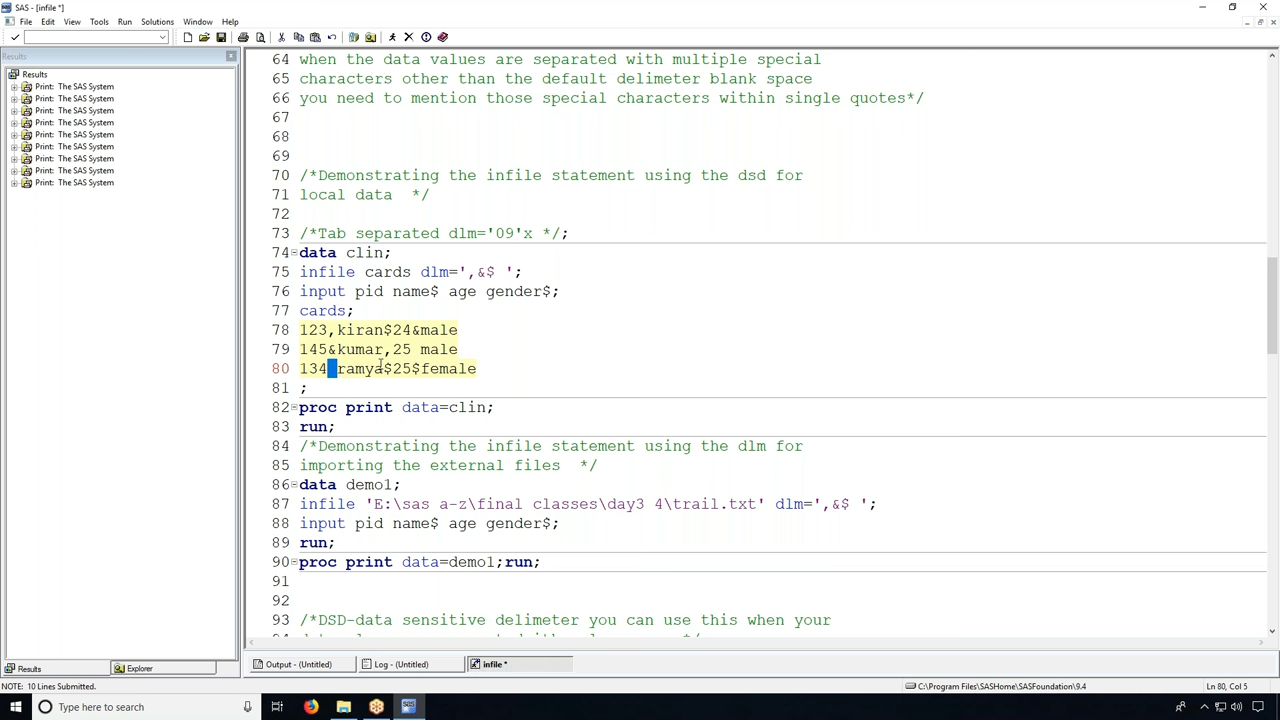 SAS - [infile *]
File Edit View Tools Run Solutions Window Help
Results
Results
Print: The SAS System
Print: The SAS System
Print: The SAS System
Print: The SAS System
Print: The SAS System
Print: The SAS System
Print: The SAS System
Print: The SAS System
Print: The SAS System
64 when the data values are separated with multiple special
65 characters other than the default delimeter blank space
66 you need to mention those special characters within single quotes*/
67
68
69
70 /*Demonstrating the infile statement using the dsd for
71 local data  */
72
73 /*Tab separated dlm='09'x */;
74 data clin;
75 infile cards dlm=',&$ ';
76 input pid name$ age gender$;
77 cards;
78 123,kiran$24&male
79 145&kumar,25 male
80 134 ramya$25$female
81 ;
82 proc print data=clin;
83 run;
84 /*Demonstrating the infile statement using the dlm for
85 importing the external files  */
86 data demo1;
87 infile 'E:\sas a-z\final classes\day3 4\trail.txt' dlm=',&$ ';
88 input pid name$ age gender$;
89 run;
90 proc print data=demo1;run;
91
92
93 /*DSD-data sensitive delimeter you can use this when your
Results Explorer
Output - (Untitled) Log - (Untitled) infile *
NOTE: 10 Lines Submitted. C:\Program Files\SASHome\SASFoundation\9.4 Ln 80, Col 5
Type here to search